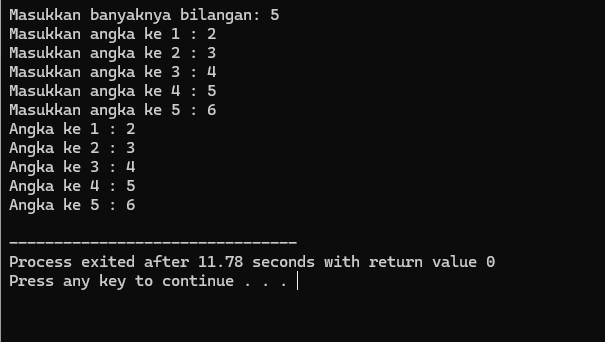 Masukkan banyaknya bilangan: 5
Masukkan angka ke 1 : 2
Masukkan angka ke 2 : 3
Masukkan angka ke 3 : 4
Masukkan angka ke 4 : 5
Masukkan angka ke 5 : 6
Angka ke 1 : 2
Angka ke 2 : 3
Angka ke 3 : 4
Angka ke 4 : 5
Angka ke 5 : 6
--------------------------------
Process exited after 11.78 seconds with return value 0
Press any key to continue . . .